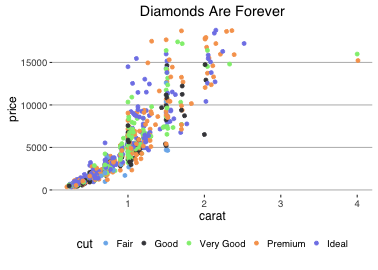 Diamonds Are Forever
price
15000
10000
5000
0
1 2 3 4
carat
cut Fair Good Very Good Premium Ideal